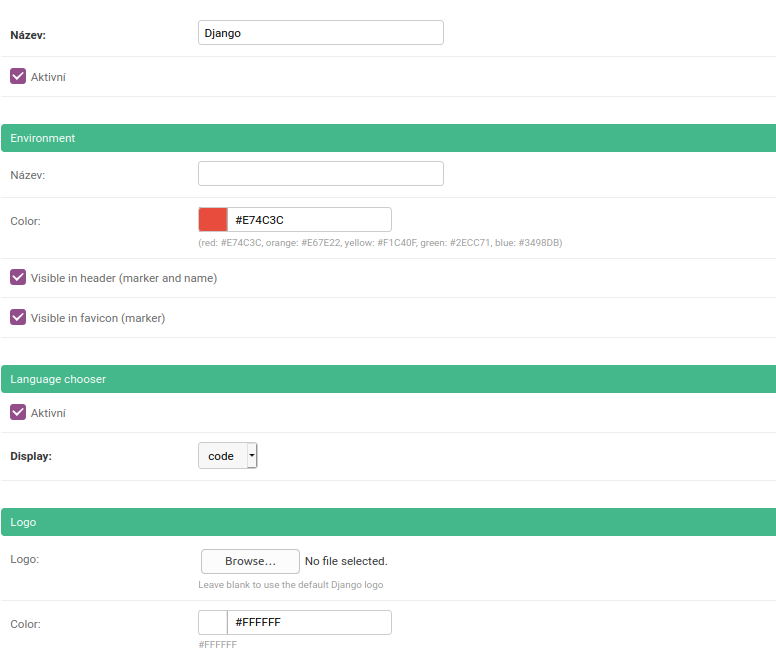 Název: Django
Aktivní
Environment
Název:
Color: #E74C3C
(red: #E74C3C, orange: #E67E22, yellow: #F1C40F, green: #2ECC71, blue: #3498DB)
Visible in header (marker and name)
Visible in favicon (marker)
Language chooser
Aktivní
Display: code
Logo
Logo: Browse... No file selected.
Leave blank to use the default Django logo
Color: #FFFFFF
#FFFFFF